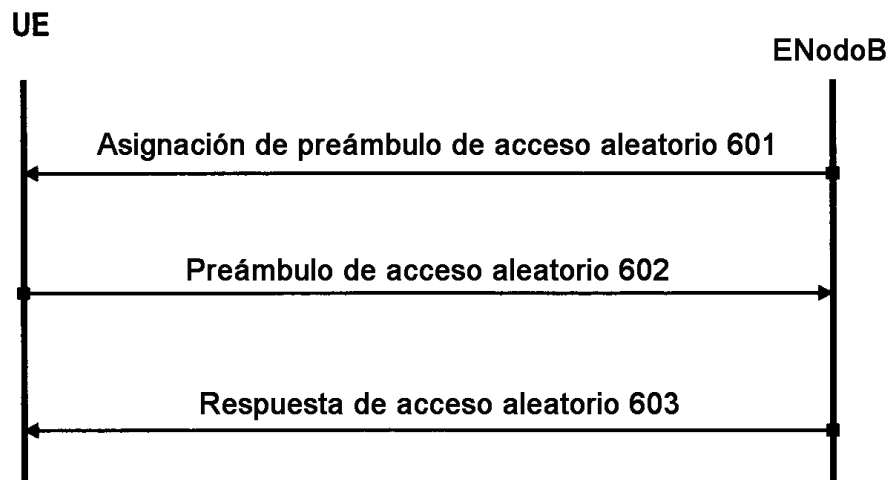 UE
ENodoB
Asignación de preámbulo de acceso aleatorio 601
Preámbulo de acceso aleatorio 602
Respuesta de acceso aleatorio 603